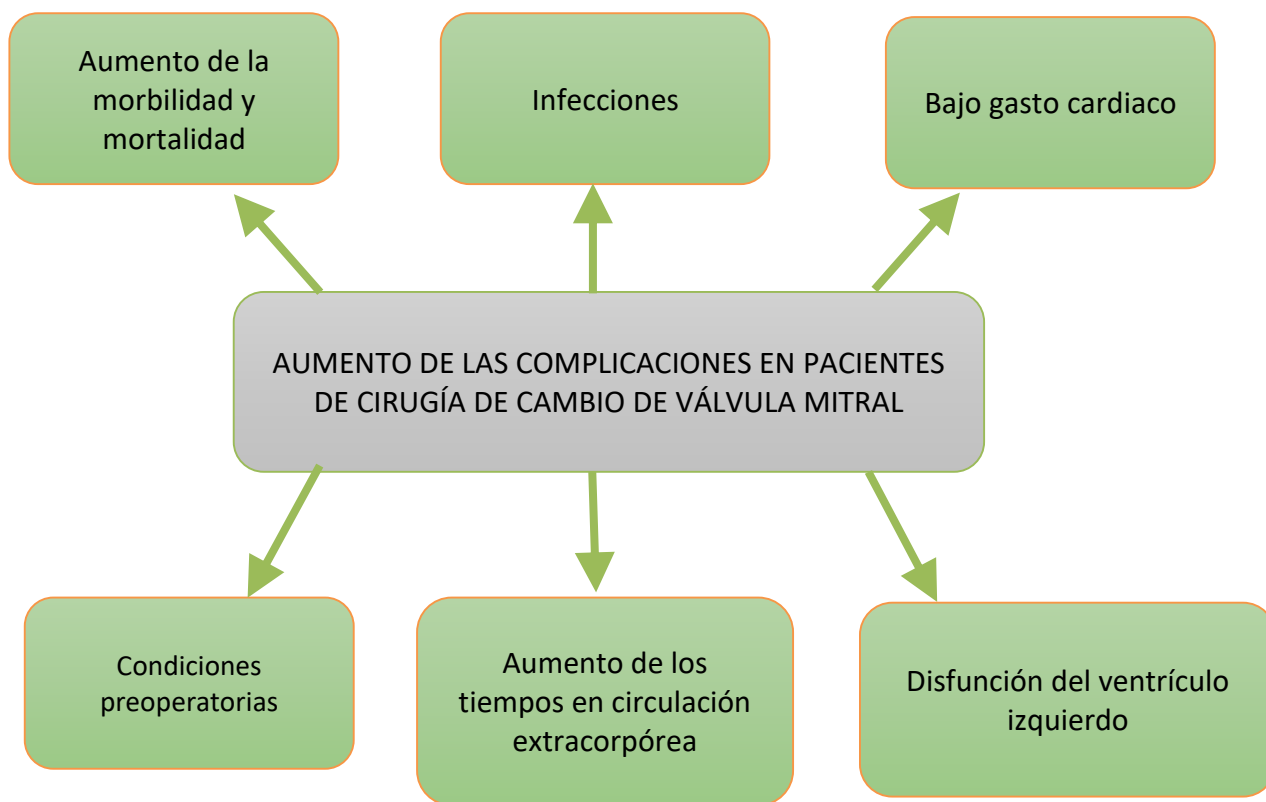 Aumento de la
morbilidad y
mortalidad
Infecciones
Bajo gasto cardiaco
AUMENTO DE LAS COMPLICACIONES EN PACIENTES
DE CIRUGÍA DE CAMBIO DE VÁLVULA MITRAL
Condiciones
preoperatorias
Aumento de los
tiempos en circulación
extracorpórea
Disfunción del ventrículo
izquierdo